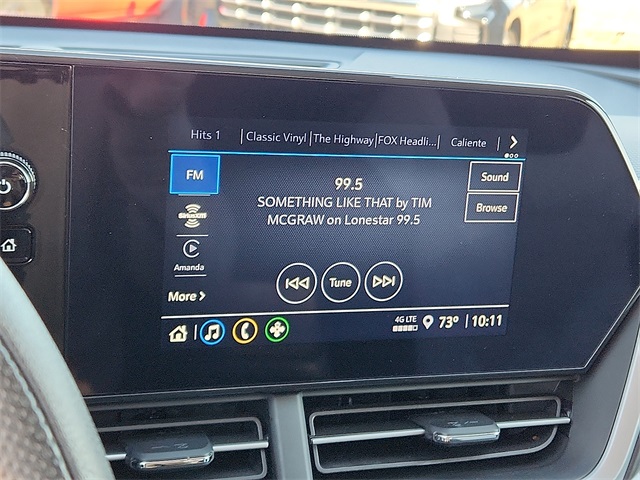 Hits 1 | Classic Vinyl | The Highway | FOX Headli... | Caliente
FM
99.5
SOMETHING LIKE THAT by TIM
MCGRAW on Lonestar 99.5
Sound
Browse
SiriusXM
Amanda
More
Tune
4G LTE
73° | 10:11